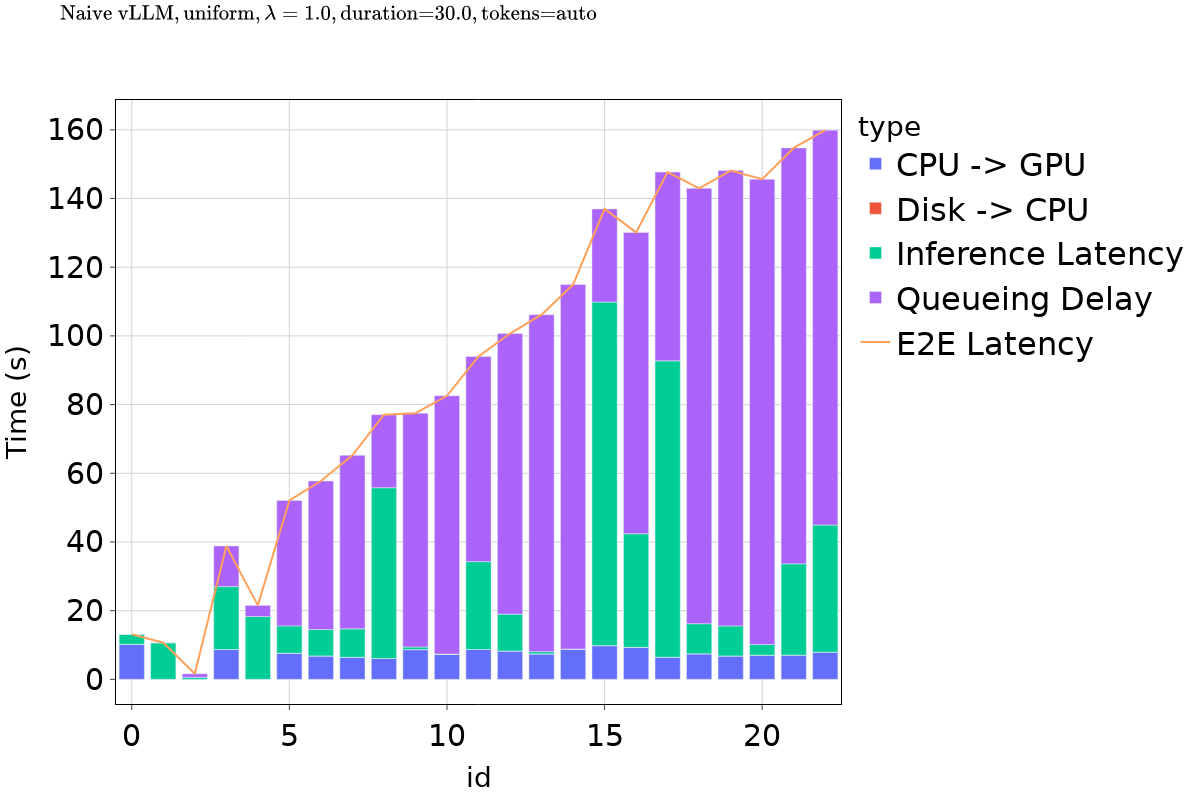 Naive vLLM, uniform, λ = 1.0, duration=30.0, tokens=auto
160
140
120
100
80
60
40
20
0
Time (s)
0 5 10 15 20
id
type
CPU -> GPU
Disk -> CPU
Inference Latency
Queueing Delay
E2E Latency